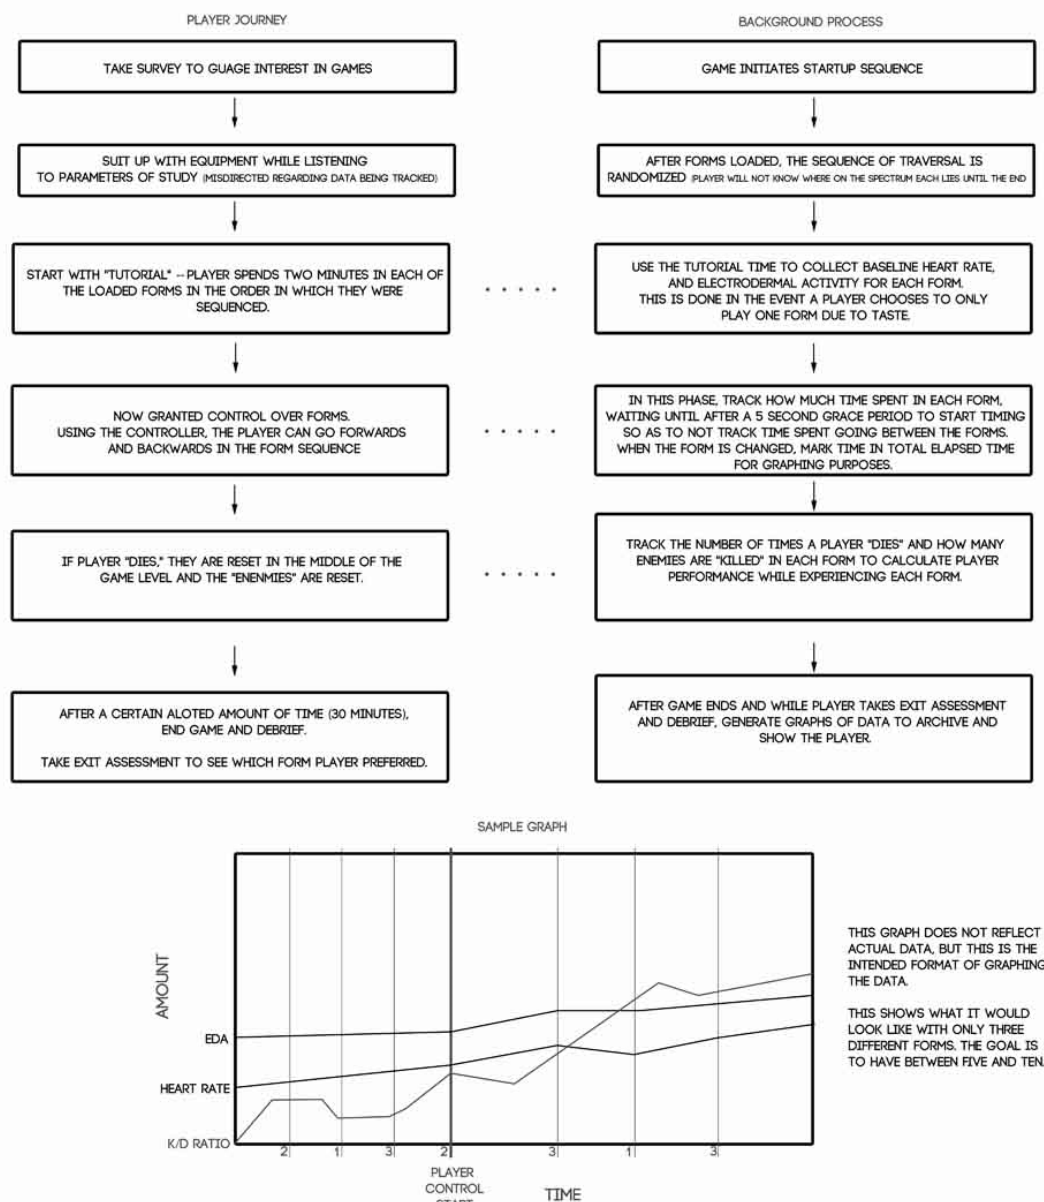 PLAYER JOURNEY
TAKE SURVEY TO GUAGE INTEREST IN GAMES
SUIT UP WITH EQUIPMENT WHILE LISTENING
TO PARAMETERS OF STUDY (MISDIRECTED REGARDING DATA BEING TRACKED)
START WITH "TUTORIAL" -- PLAYER SPENDS TWO MINUTES IN EACH OF
THE LOADED FORMS IN THE ORDER IN WHICH THEY WERE
SEQUENCED.
NOW GRANTED CONTROL OVER FORMS.
USING THE CONTROLLER, THE PLAYER CAN GO FORWARDS
AND BACKWARDS IN THE FORM SEQUENCE
IF PLAYER "DIES," THEY ARE RESET IN THE MIDDLE OF THE
GAME LEVEL AND THE "ENENMIES" ARE RESET.
AFTER A CERTAIN ALOTED AMOUNT OF TIME (30 MINUTES),
END GAME AND DEBRIEF.
TAKE EXIT ASSESSMENT TO SEE WHICH FORM PLAYER PREFERRED.
BACKGROUND PROCESS
GAME INITIATES STARTUP SEQUENCE
AFTER FORMS LOADED, THE SEQUENCE OF TRAVERSAL IS
RANDOMIZED (PLAYER WILL NOT KNOW WHERE ON THE SPECTRUM EACH LIES UNTIL THE END
USE THE TUTORIAL TIME TO COLLECT BASELINE HEART RATE,
AND ELECTRODERMAL ACTIVITY FOR EACH FORM.
THIS IS DONE IN THE EVENT A PLAYER CHOOSES TO ONLY
PLAY ONE FORM DUE TO TASTE.
IN THIS PHASE, TRACK HOW MUCH TIME SPENT IN EACH FORM,
WAITING UNTIL AFTER A 5 SECOND GRACE PERIOD TO START TIMING
SO AS TO NOT TRACK TIME SPENT GOING BETWEEN THE FORMS.
WHEN THE FORM IS CHANGED, MARK TIME IN TOTAL ELAPSED TIME
FOR GRAPHING PURPOSES.
TRACK THE NUMBER OF TIMES A PLAYER "DIES" AND HOW MANY
ENEMIES ARE "KILLED" IN EACH FORM TO CALCULATE PLAYER
PERFORMANCE WHILE EXPERIENCING EACH FORM.
AFTER GAME ENDS AND WHILE PLAYER TAKES EXIT ASSESSMENT
AND DEBRIEF, GENERATE GRAPHS OF DATA TO ARCHIVE AND
SHOW THE PLAYER.
SAMPLE GRAPH
AMOUNT
EDA
HEART RATE
K/D RATIO
2 1 3 2 3 1 3
PLAYER
CONTROL
START
TIME
THIS GRAPH DOES NOT REFLECT
ACTUAL DATA, BUT THIS IS THE
INTENDED FORMAT OF GRAPHING
THE DATA.
THIS SHOWS WHAT IT WOULD
LOOK LIKE WITH ONLY THREE
DIFFERENT FORMS. THE GOAL IS
TO HAVE BETWEEN FIVE AND TEN.